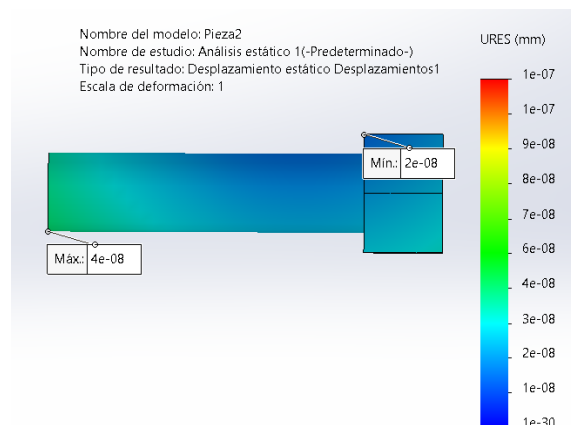 Nombre del modelo: Pieza2
Nombre de estudio: Análisis estático 1(-Predeterminado-)
Tipo de resultado: Desplazamiento estático Desplazamientos1
Escala de deformación: 1
URES (mm)
1e-07
1e-07
9e-08
8e-08
7e-08
6e-08
4e-08
3e-08
2e-08
1e-08
1e-30
Mín.: 2e-08
Máx.: 4e-08